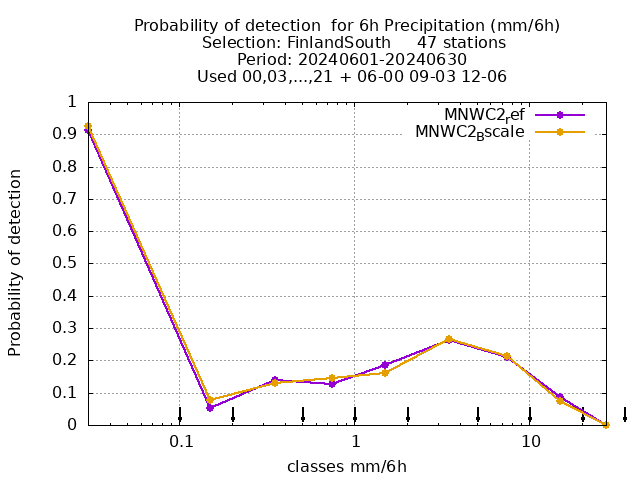 Probability of detection  for 6h Precipitation (mm/6h)
Selection: FinlandSouth     47 stations
Period: 20240601-20240630
Used 00,03,...,21 + 06-00 09-03 12-06
MNWC2_ref
MNWC2_Bscale
1
0.9
0.8
0.7
0.6
0.5
0.4
0.3
0.2
0.1
0
Probability of detection
0.1 1 10
classes mm/6h